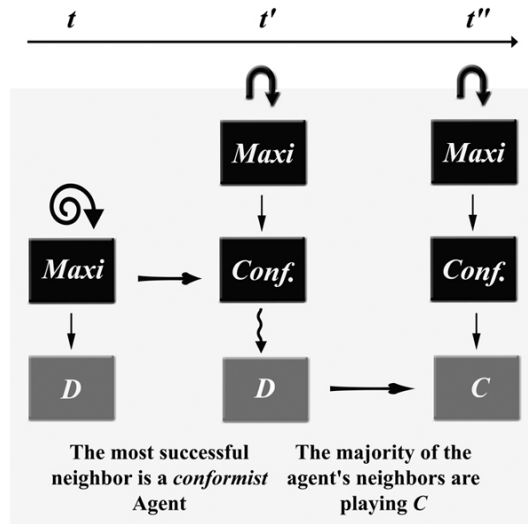 t t' t''
Maxi Maxi
Maxi Conf. Conf.
D D C
The most successful
neighbor is a conformist
Agent
The majority of the
agent's neighbors are
playing C